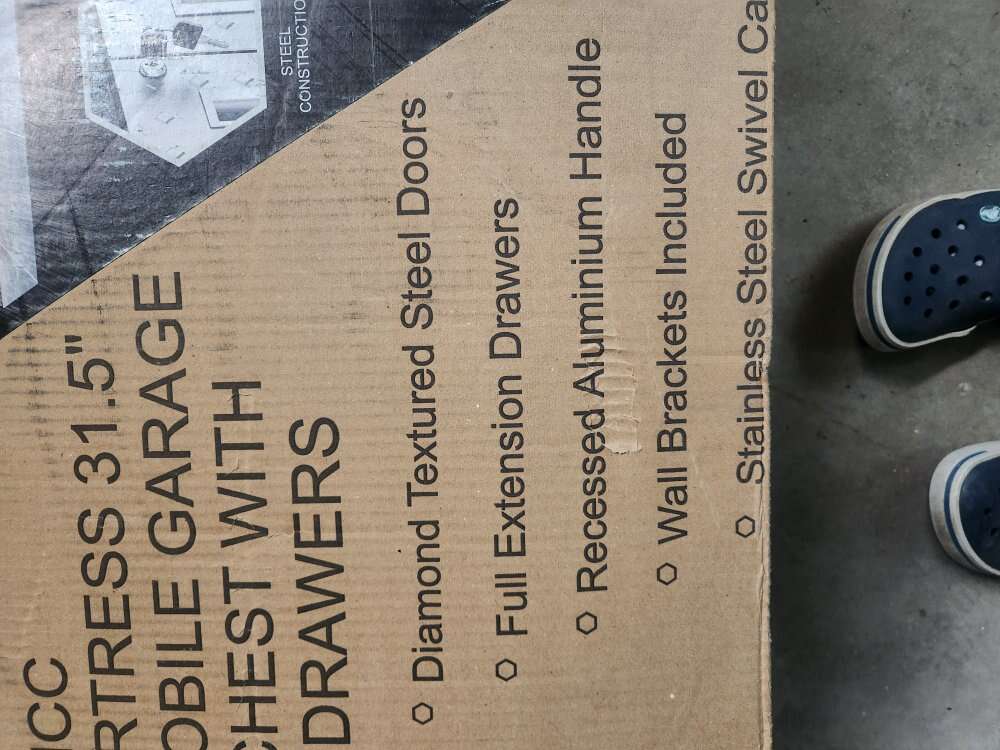 STEEL
CONSTRUCTIO
ICC
RTRESS 31.5"
OBILE GARAGE
CHEST WITH
DRAWERS
Diamond Textured Steel Doors
Full Extension Drawers
Recessed Aluminium Handle
Wall Brackets Included
Stainless Steel Swivel Ca